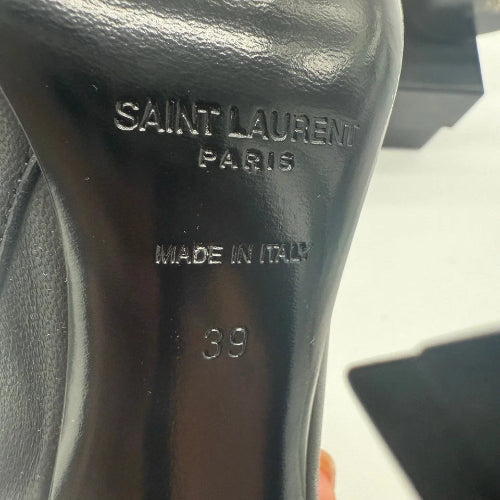 SAINT LAURENT
PARIS
MADE IN ITALY
39